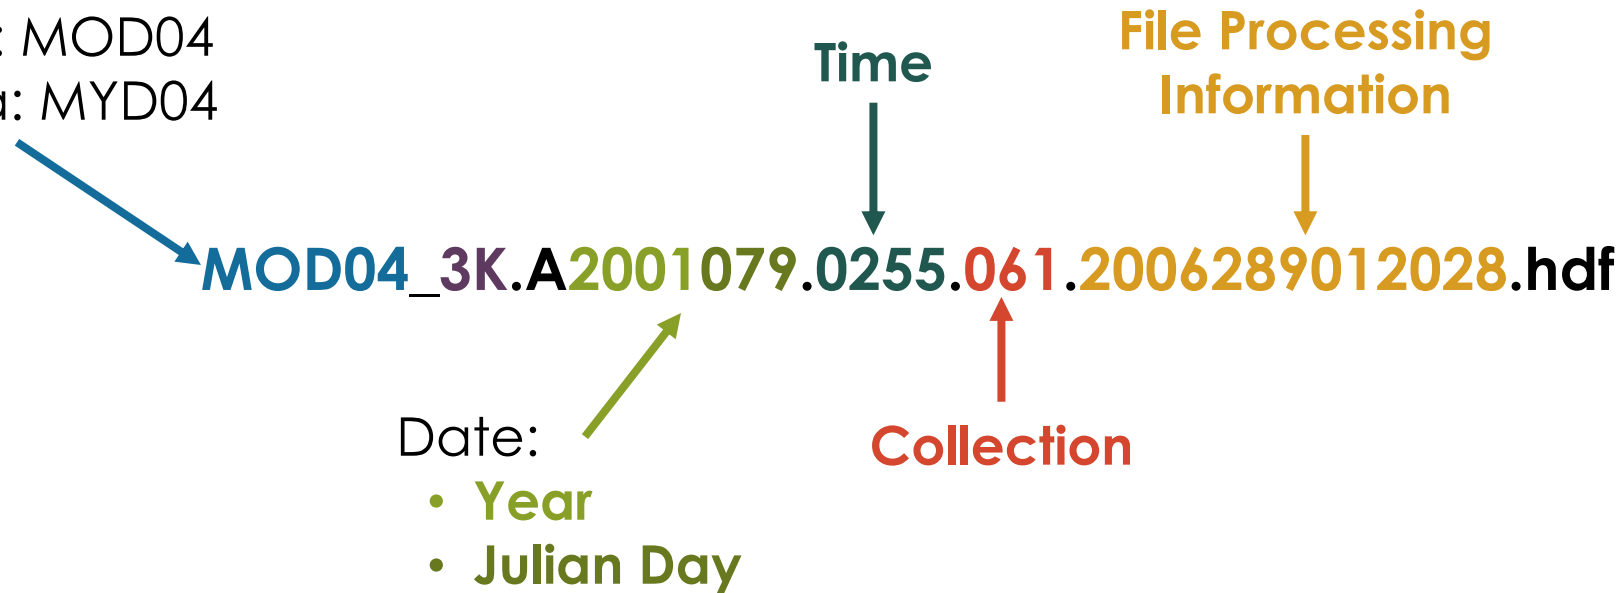 : MOD04
a: MYD04
Time
File Processing
Information
MOD04_3K.A2001079.0255.061.2006289012028.hdf
Date:
• Year
• Julian Day
Collection